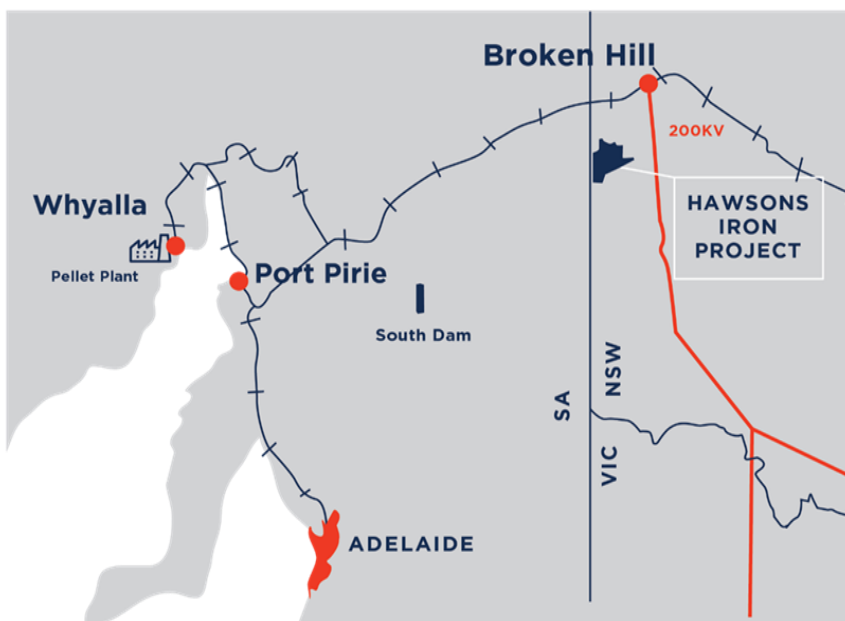 Broken Hill
200KV
Whyalla
HAWSONS
IRON
PROJECT
Pellet Plant
Port Pirie
South Dam
SA
NSW
VIC
ADELAIDE